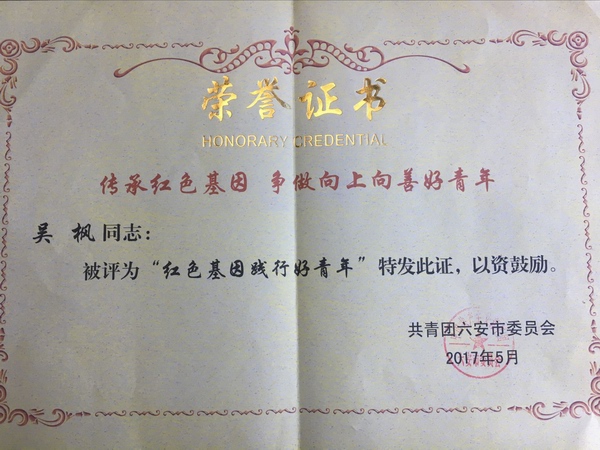 荣誉证书
HONORARY CREDENTIAL
传承红色基因 争做向上向善好青年
吴 枫同志：
被评为“红色基因践行好青年”特发此证，以资鼓励。
共青团六安市委员会
2017年5月